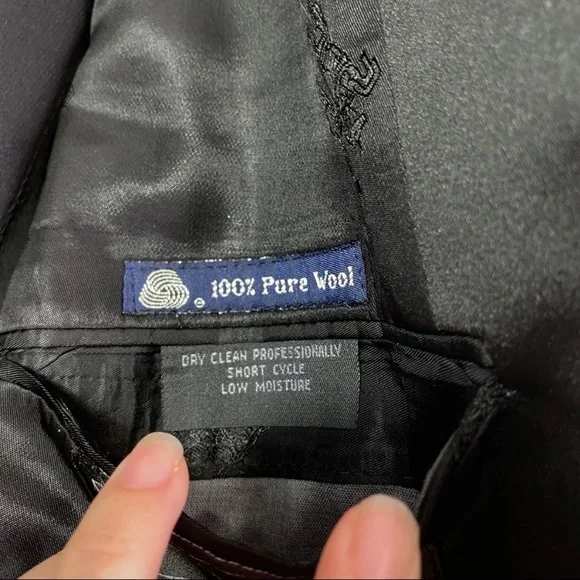 100% Pure Wool
DRY CLEAN PROFESSIONALLY
SHORT CYCLE
LOW MOISTURE